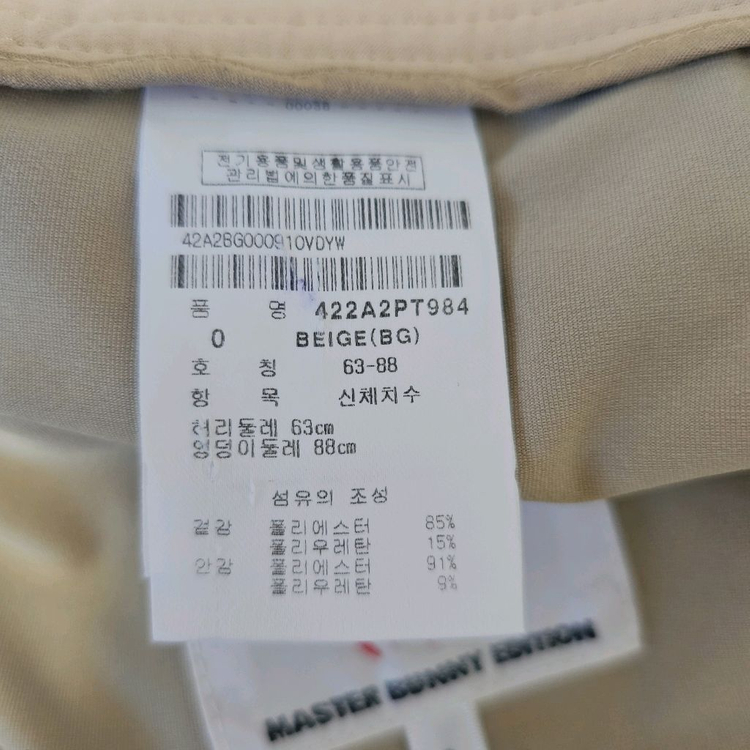 00038
전기용품및생활용품안전
관리법에의한품질표시
42A2BG000910VDYW
품 명 422A2PT984
0 BEIGE(BG)
호 칭 63-88
항 목 신체치수
허리둘레 63cm
엉덩이둘레 88cm
섬유의 조성
겉감 폴리에스터 85%
폴리우레탄 15%
안감 폴리에스터 91%
폴리우레탄 9%
MASTER BUNNY EDITION